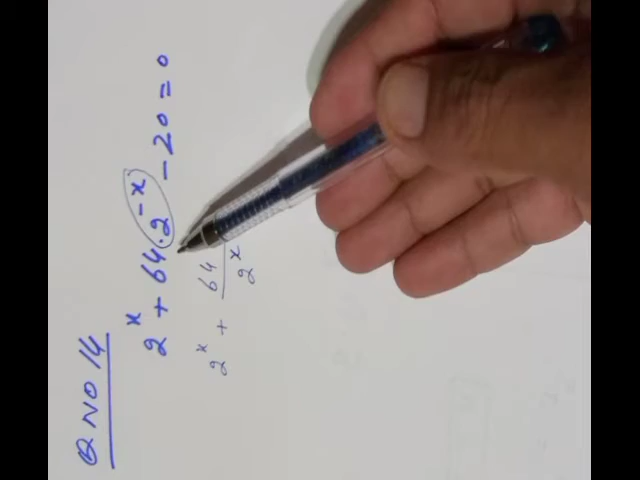 Q NO 14
2^x + 64 · 2^-x - 20 = 0
2^x + 64/2^x